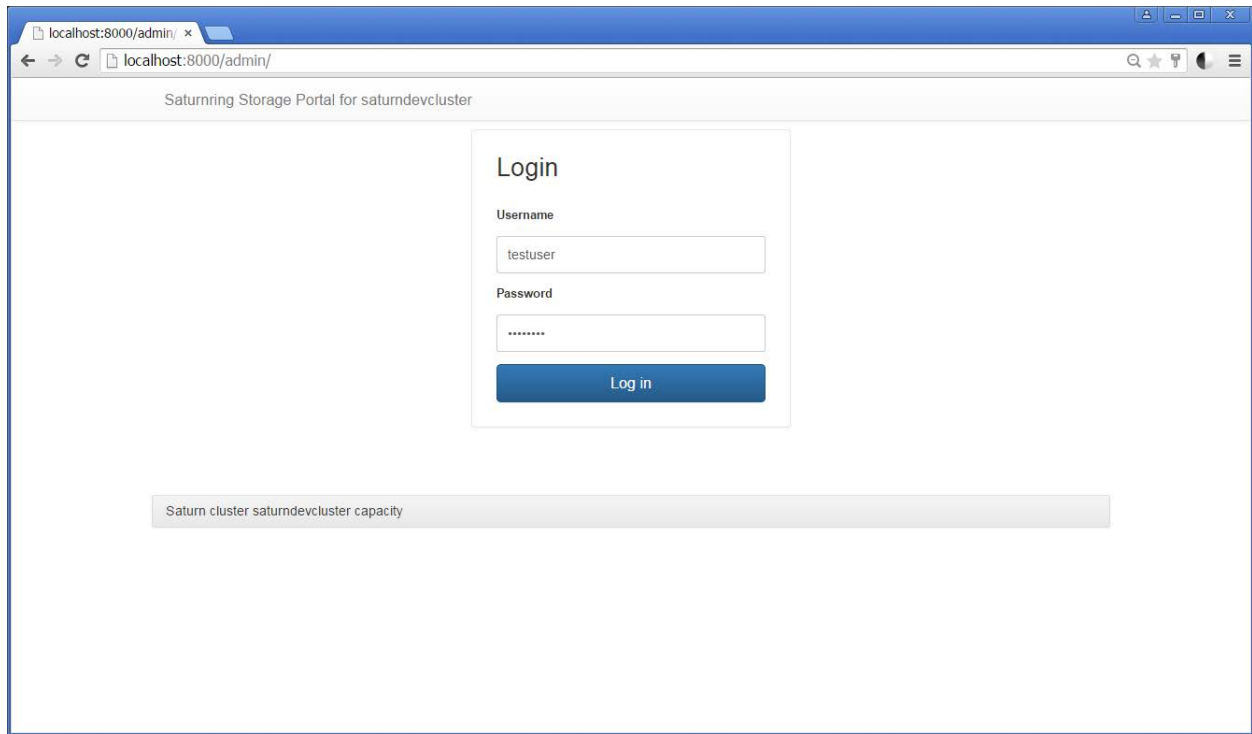 localhost:8000/admin/
localhost:8000/admin/
Saturnring Storage Portal for saturndevcluster
Login
Username
testuser
Password
••••••••
Log in
Saturn cluster saturndevcluster capacity